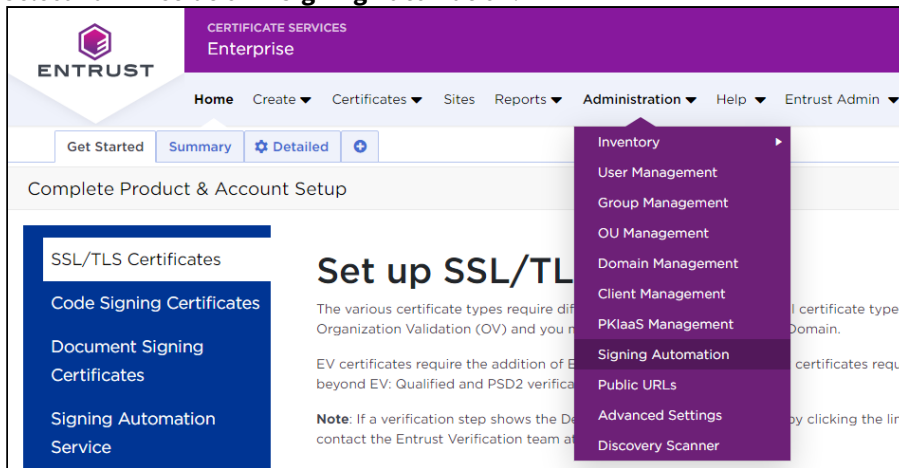 CERTIFICATE SERVICES
Enterprise
ENTRUST
Home Create Certificates Sites Reports Administration Help Entrust Admin
Get Started Summary Detailed
Complete Product & Account Setup
Inventory
User Management
Group Management
OU Management
Domain Management
Client Management
PKIaaS Management
Signing Automation
Public URLs
Advanced Settings
Discovery Scanner
SSL/TLS Certificates
Code Signing Certificates
Document Signing
Certificates
Signing Automation
Service
Set up SSL/TL
The various certificate types require dif l certificate type
Organization Validation (OV) and you Domain.
EV certificates require the addition of E certificates requ
beyond EV: Qualified and PSD2 verifica
Note: If a verification step shows the De by clicking the lin
contact the Entrust Verification team at